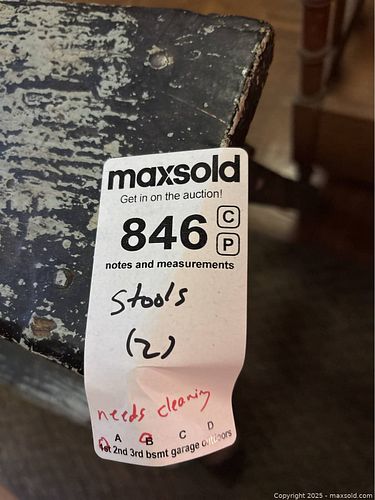 maxsold
Get in on the auction!
846 C
P
notes and measurements
Stools
(2)
needs cleaning
A B C D
1st 2nd 3rd bsmt garage outdoors
Copyright 2025 - maxsold.com